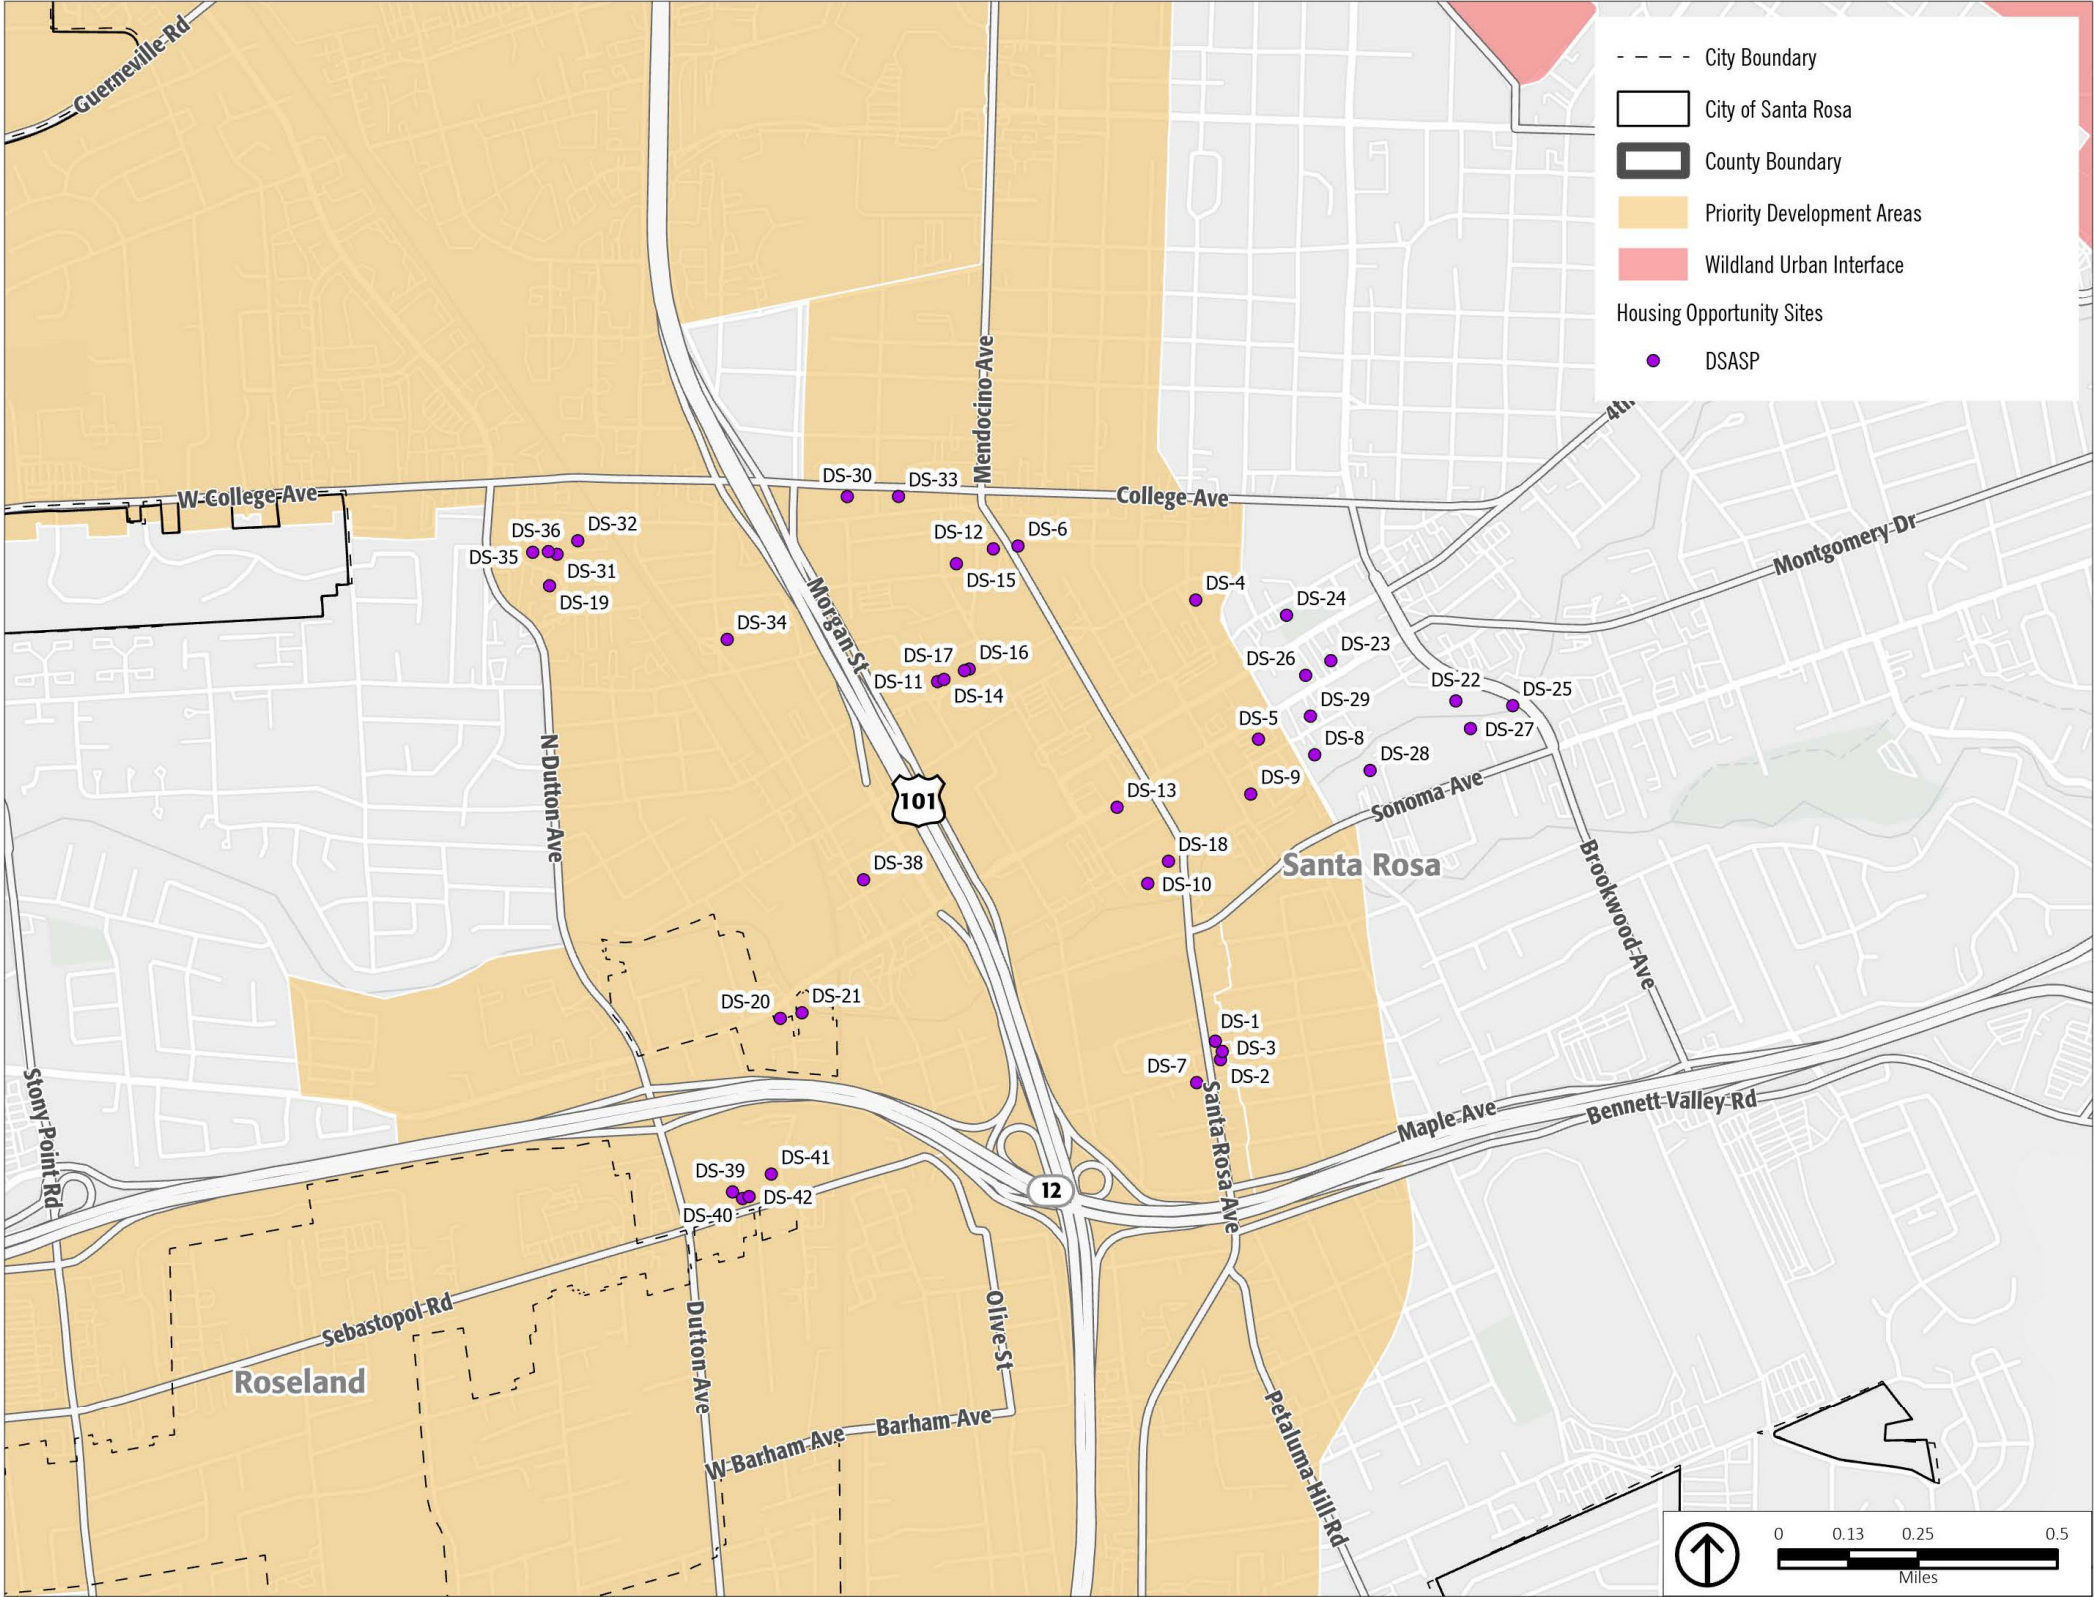 Guerneville Rd
City Boundary
City of Santa Rosa
County Boundary
Priority Development Areas
Wildland Urban Interface
Housing Opportunity Sites
DSASP
4th
Mendocino Ave
W College Ave
College Ave
Montgomery Dr
DS-30
DS-33
DS-36
DS-32
DS-35
DS-31
DS-19
DS-12
DS-6
DS-15
DS-4
DS-24
DS-34
Morgan St
DS-17
DS-16
DS-11
DS-14
DS-26
DS-23
DS-22
DS-25
DS-29
DS-27
DS-5
DS-8
DS-28
DS-9
N Dutton Ave
101
DS-13
Sonoma Ave
DS-18
DS-38
DS-10
Santa Rosa
Brookwood Ave
DS-20
DS-21
DS-1
DS-3
DS-7
DS-2
Stony Point Rd
Santa Rosa Ave
Maple Ave
Bennett Valley Rd
DS-39
DS-41
DS-42
DS-40
12
Sebastopol Rd
Roseland
Dutton Ave
Olive St
Barham Ave
W Barham Ave
Petaluma Hill Rd
0 0.13 0.25 0.5
Miles